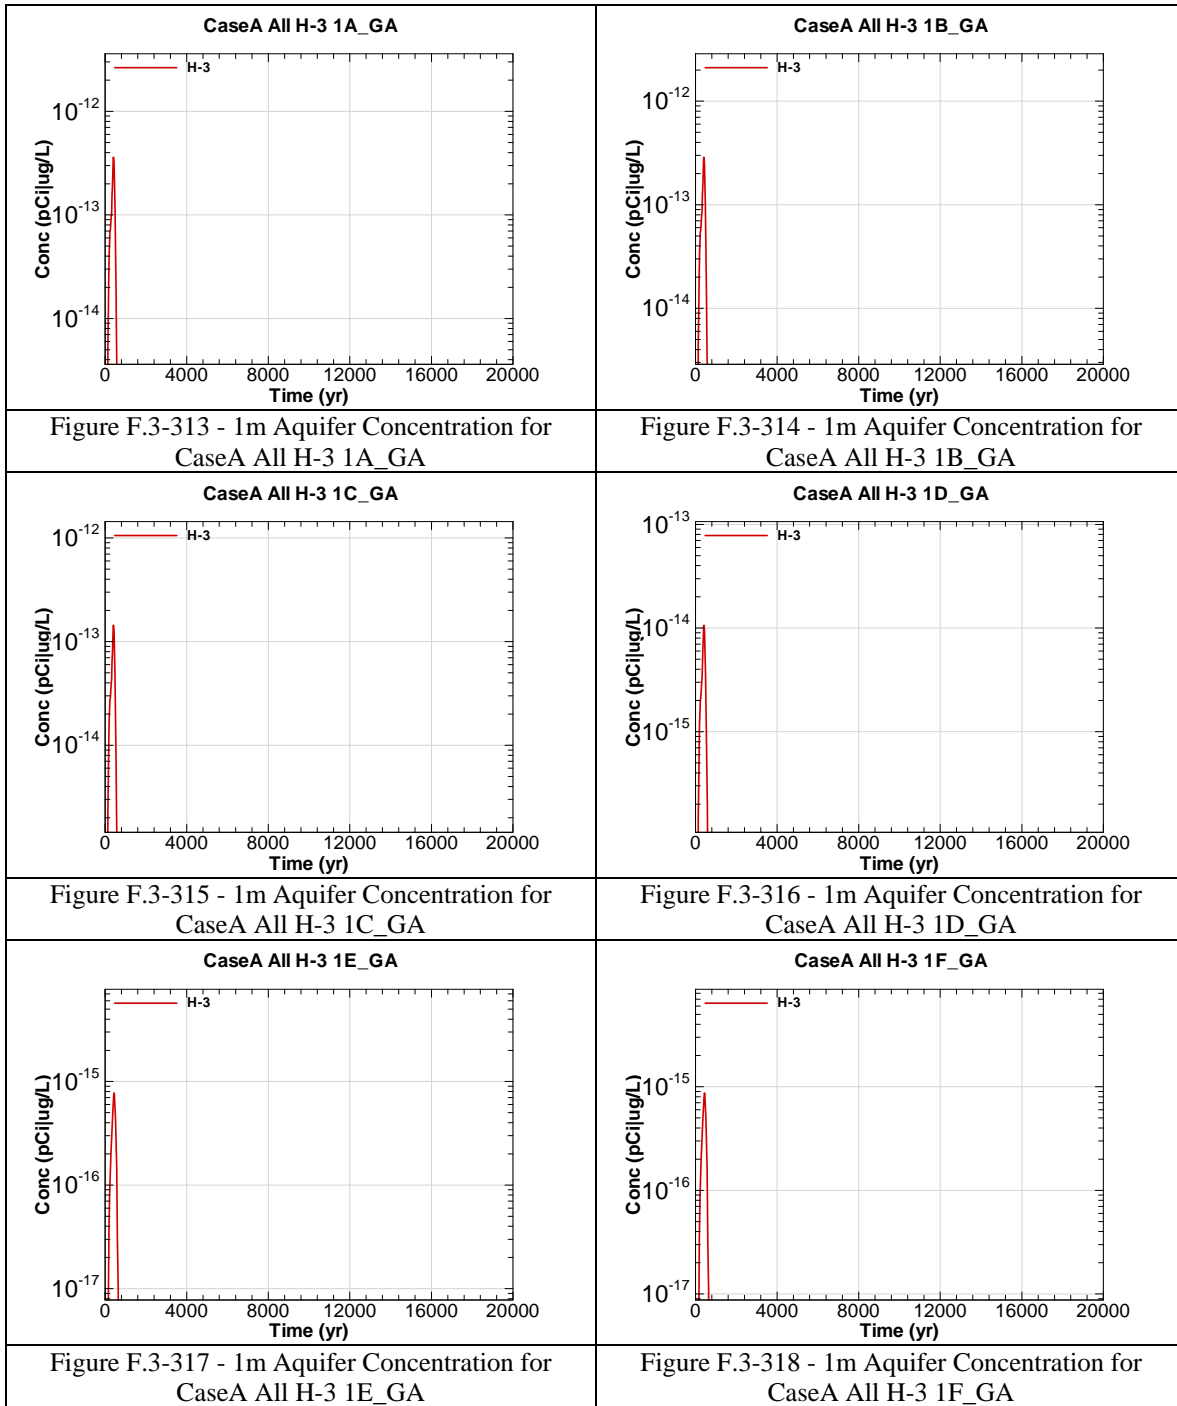 CaseA All H-3 1A_GA
H-3
Conc (pCi|ug/L)
10-12
10-13
10-14
0 4000 8000 12000 16000 20000
Time (yr)
Figure F.3-313 - 1m Aquifer Concentration for
CaseA All H-3 1A_GA
CaseA All H-3 1B_GA
H-3
Conc (pCi|ug/L)
10-12
10-13
10-14
0 4000 8000 12000 16000 20000
Time (yr)
Figure F.3-314 - 1m Aquifer Concentration for
CaseA All H-3 1B_GA
CaseA All H-3 1C_GA
H-3
Conc (pCi|ug/L)
10-12
10-13
10-14
0 4000 8000 12000 16000 20000
Time (yr)
Figure F.3-315 - 1m Aquifer Concentration for
CaseA All H-3 1C_GA
CaseA All H-3 1D_GA
H-3
Conc (pCi|ug/L)
10-13
10-14
10-15
0 4000 8000 12000 16000 20000
Time (yr)
Figure F.3-316 - 1m Aquifer Concentration for
CaseA All H-3 1D_GA
CaseA All H-3 1E_GA
H-3
Conc (pCi|ug/L)
10-15
10-16
10-17
0 4000 8000 12000 16000 20000
Time (yr)
Figure F.3-317 - 1m Aquifer Concentration for
CaseA All H-3 1E_GA
CaseA All H-3 1F_GA
H-3
Conc (pCi|ug/L)
10-15
10-16
10-17
0 4000 8000 12000 16000 20000
Time (yr)
Figure F.3-318 - 1m Aquifer Concentration for
CaseA All H-3 1F_GA